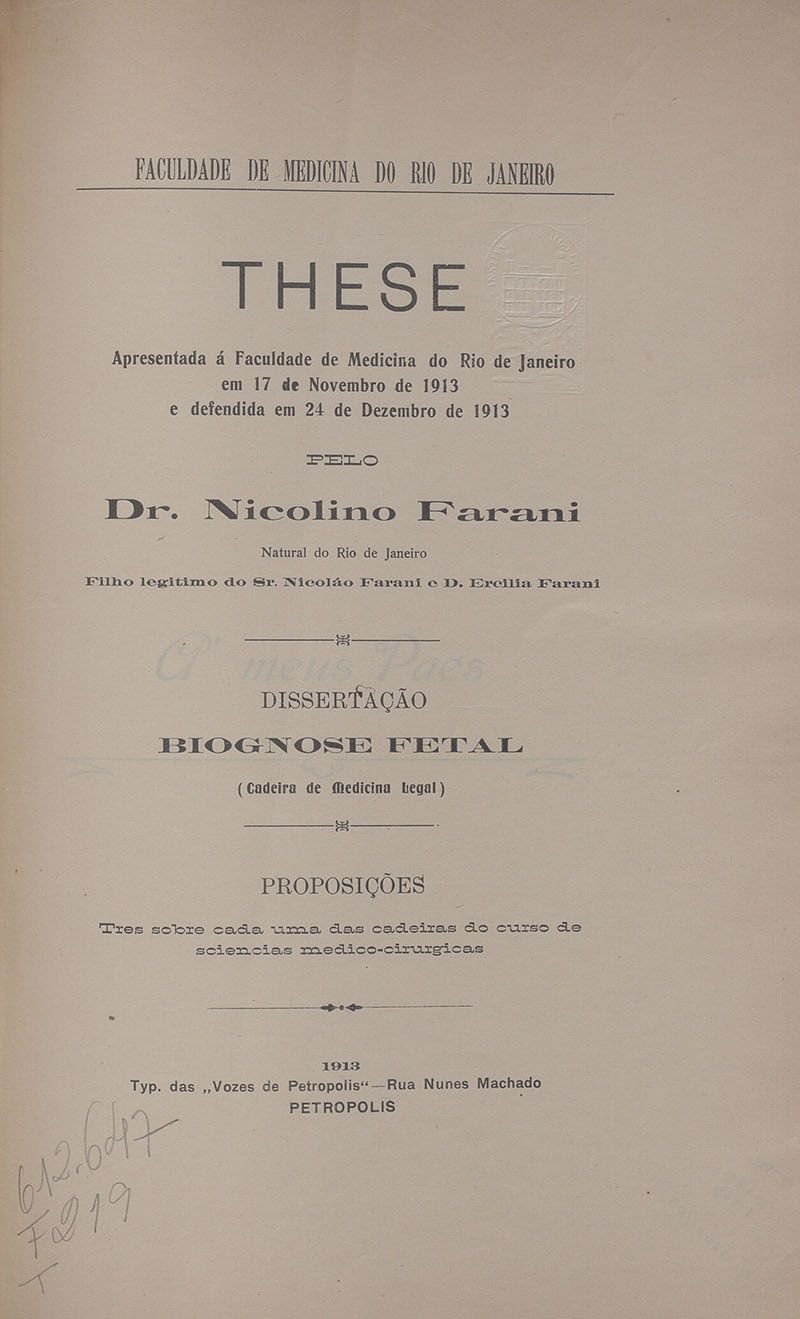 FACULDADE DE MEDICINA DO RIO DE JANEIRO
THESE
Apresentada á Faculdade de Medicina do Rio de Janeiro
em 17 de Novembro de 1913
e defendida em 24 de Dezembro de 1913
PELO
Dr. Nicolino Farani
Natural do Rio de Janeiro
Filho legitimo do Sr. Nicoláo Farani e D. Ercilia Farani
A' meus Paes
DISSERTAÇÃO
BIOGNOSE FETAL
(Cadeira de Medicina Legal)
PROPOSIÇÕES
Tres sobre cada uma das cadeiras do curso de
sciencias medico-cirurgicas
1913
Typ. das „Vozes de Petropolis“—Rua Nunes Machado
PETROPOLIS
612.647
F219
T